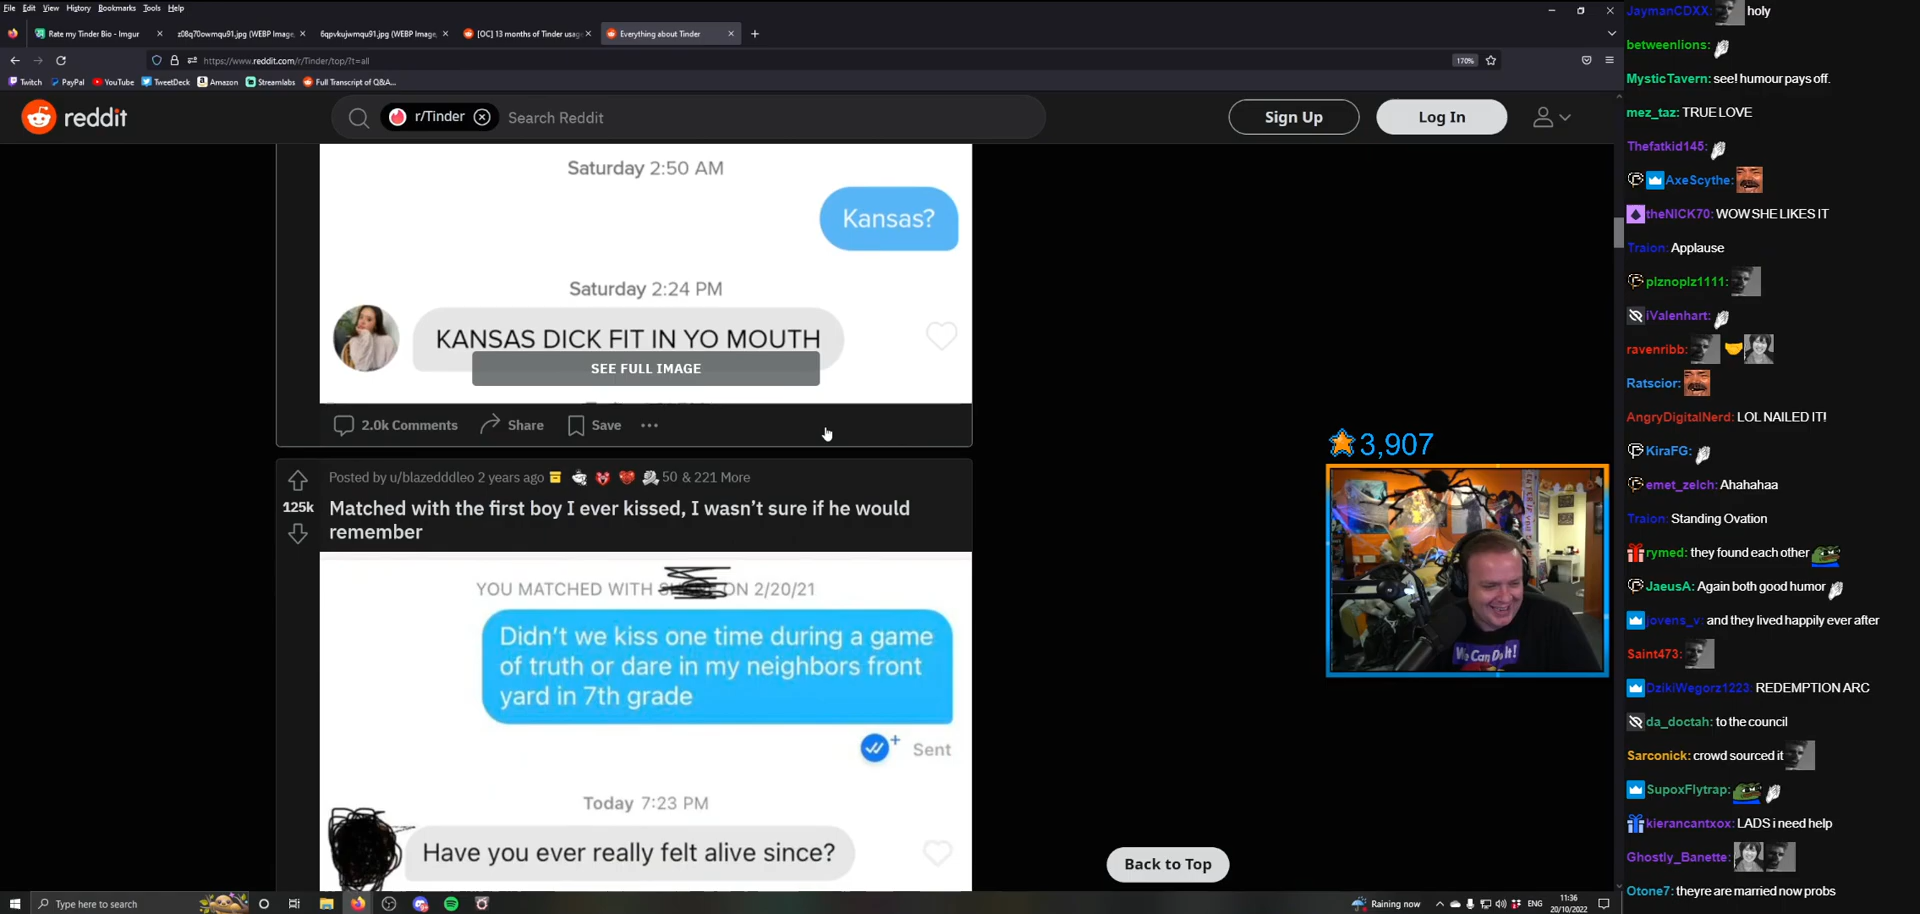 File Edit View History Bookmarks Tools Help
Rate my Tinder Bio - Imgur
z08q70owmqu91.jpg (WEBP Image,
6qpvkujwmqu91.jpg (WEBP Image,
[OC] 13 months of Tinder usag
Everything about Tinder
https://www.reddit.com/r/Tinder/top/?t=all
170%
Twitch PayPal YouTube TweetDeck Amazon Streamlabs Full Transcript of Q&A...
reddit
r/Tinder
Search Reddit
Sign Up
Log In
Saturday 2:50 AM
Kansas?
Saturday 2:24 PM
KANSAS DICK FIT IN YO MOUTH
SEE FULL IMAGE
2.0k Comments Share Save
Posted by u/blazedddleo 2 years ago 50 & 221 More
125k
Matched with the first boy I ever kissed, I wasn't sure if he would
remember
YOU MATCHED WITH ON 2/20/21
Didn't we kiss one time during a game
of truth or dare in my neighbors front
yard in 7th grade
Sent
Today 7:23 PM
Have you ever really felt alive since?
Back to Top
3,907
We Can Do It!
JaymanCDXX: holy
betweenlions:
MysticTavern: see! humour pays off.
mez_taz: TRUE LOVE
Thefatkid145:
AxeScythe:
theNICK70: WOW SHE LIKES IT
Traion: Applause
plznoplz1111:
iValenhart:
ravenribb:
Ratscior:
AngryDigitalNerd: LOL NAILED IT!
KiraFG:
emet_zelch: Ahahahaa
Traion: Standing Ovation
rymed: they found each other
JaeusA: Again both good humor
jovens_v: and they lived happily ever after
Saint473:
DzikiWegorz1223: REDEMPTION ARC
da_doctah: to the council
Sarconick: crowd sourced it
SupoxFlytrap:
kierancantxox: LADS i need help
Ghostly_Banette:
Otone7: theyre are married now probs
Type here to search
Raining now
ENG
11:36
20/10/2022